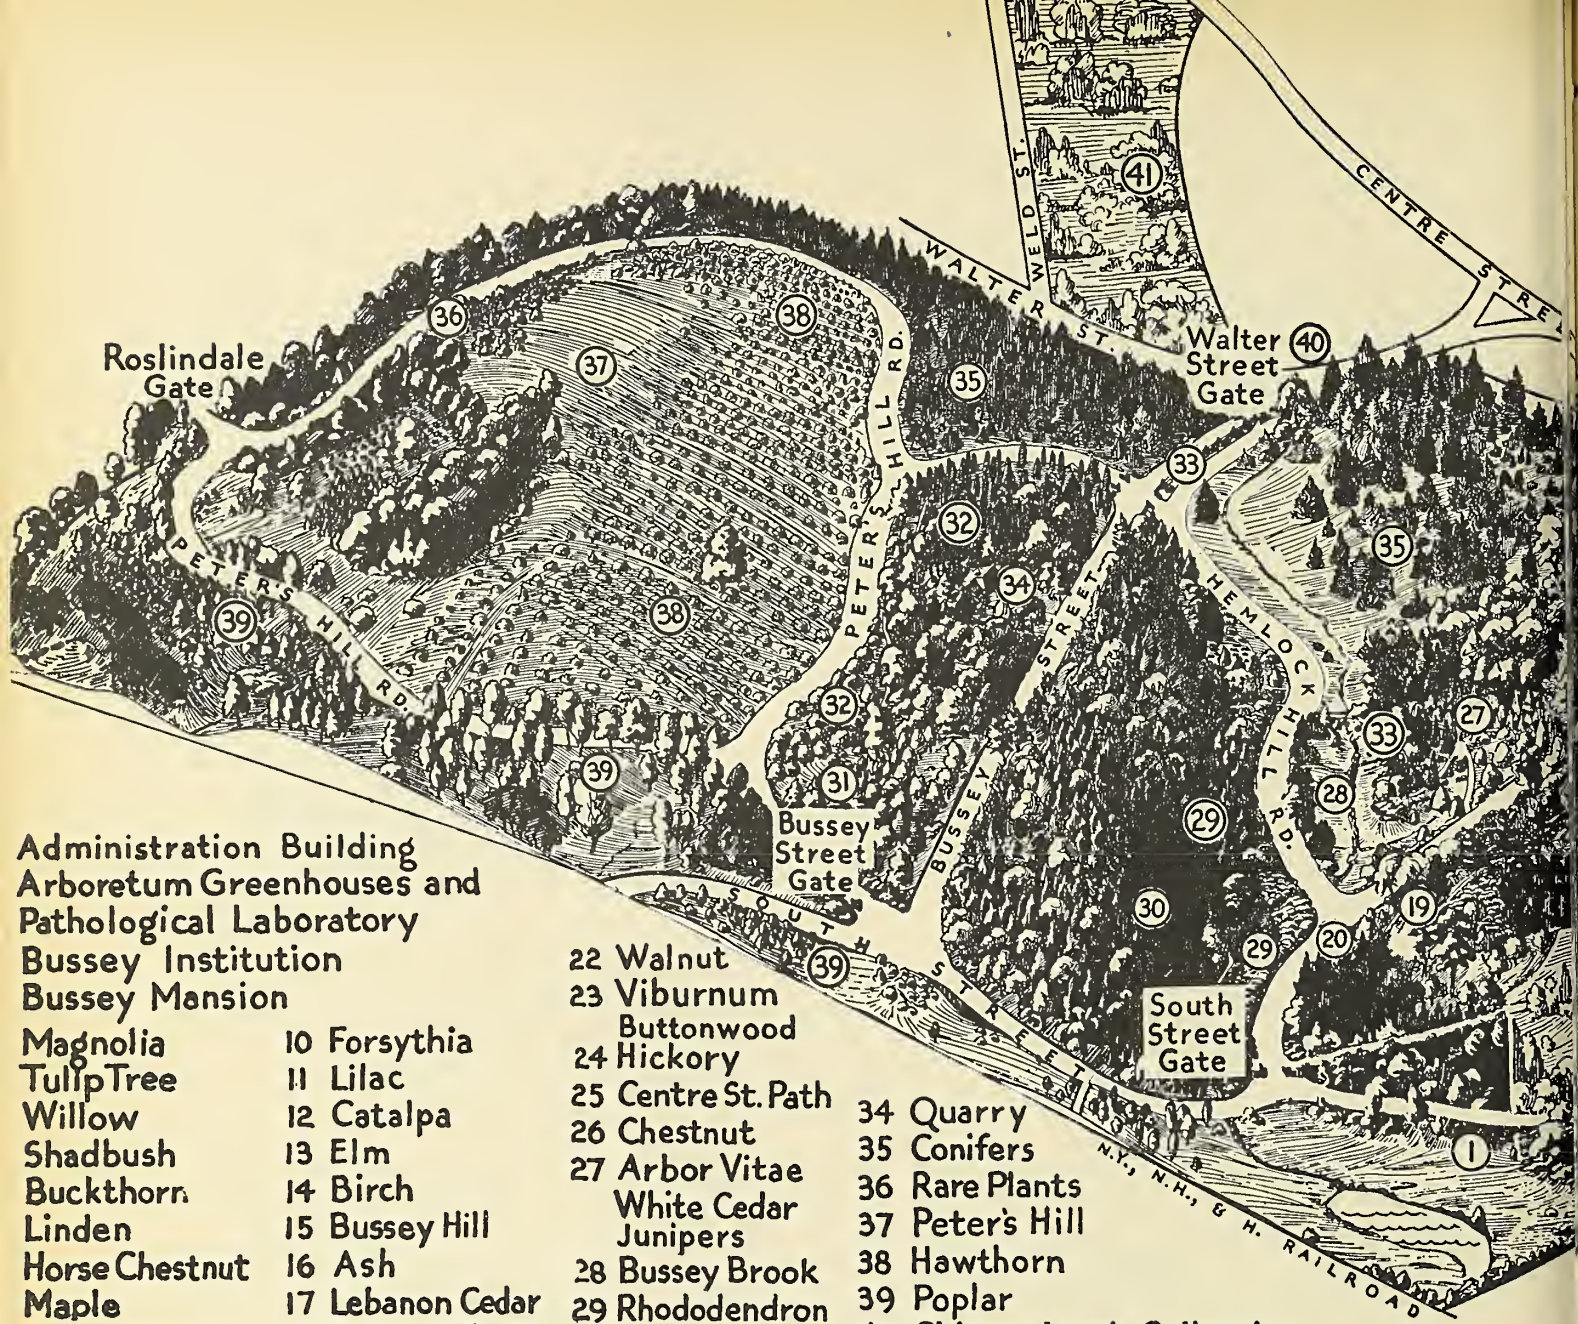 41
CENTRE STREE
WELD ST.
WALTER ST.
36
38
Roslindale
Gate
37
Walter
Street
Gate
40
35
PETER'S HILL RD.
33
32
35
34
BUSSEY STREET
HEMLOCK HILL RD.
PETER'S HILL RD.
39
38
32
27
33
39
31
28
29
Bussey
Street
Gate
30
19
29
20
39
SOUTH STREET
South
Street
Gate
1
N.Y., N.H., & H. RAILROAD
Administration Building
Arboretum Greenhouses and
Pathological Laboratory
Bussey Institution
Bussey Mansion
Magnolia
Tulip Tree
Willow
Shadbush
Buckthorn
Linden
Horse Chestnut
Maple
10 Forsythia
11 Lilac
12 Catalpa
13 Elm
14 Birch
15 Bussey Hill
16 Ash
17 Lebanon Cedar
22 Walnut
23 Viburnum
Buttonwood
24 Hickory
25 Centre St. Path
26 Chestnut
27 Arbor Vitae
White Cedar
Junipers
28 Bussey Brook
29 Rhododendron
34 Quarry
35 Conifers
36 Rare Plants
37 Peter's Hill
38 Hawthorn
39 Poplar